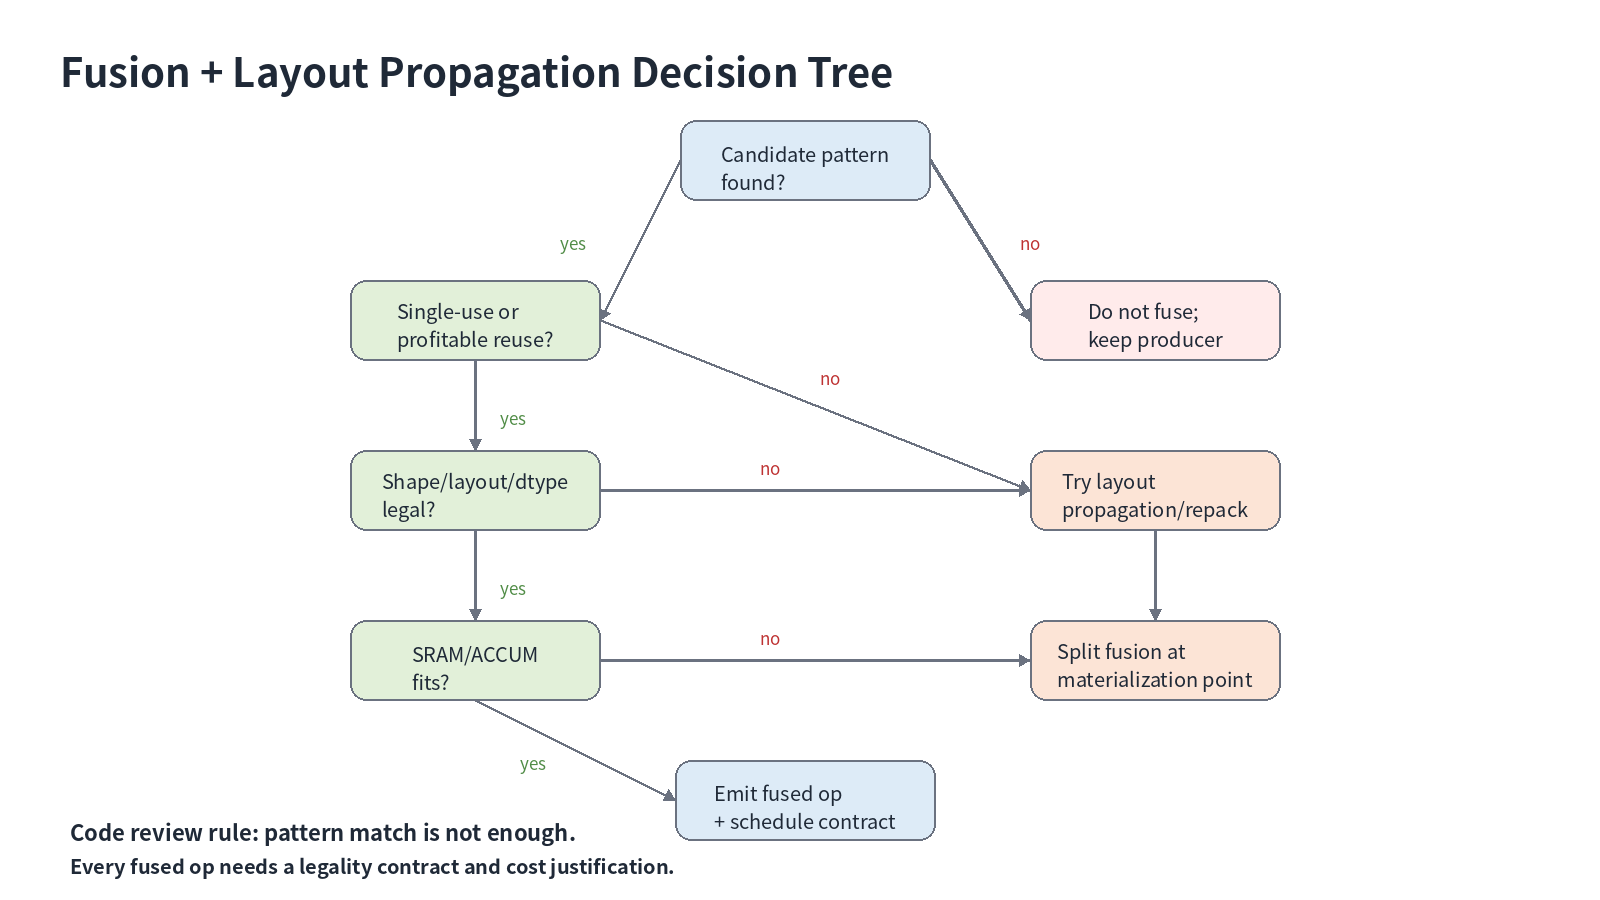 Fusion + Layout Propagation Decision Tree
Candidate pattern
found?
yes
no
Single-use or
profitable reuse?
Do not fuse;
keep producer
no
yes
Shape/layout/dtype
legal?
no
Try layout
propagation/repack
yes
SRAM/ACCUM
fits?
no
Split fusion at
materialization point
yes
Emit fused op
+ schedule contract
Code review rule: pattern match is not enough.
Every fused op needs a legality contract and cost justification.